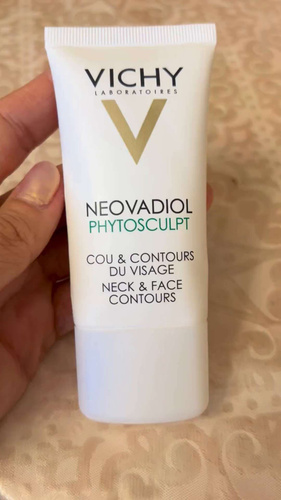 VICHY
LABORATOIRES
NEOVADIOL
PHYTOSCULPT
COU & CONTOURS
DU VISAGE
NECK & FACE
CONTOURS